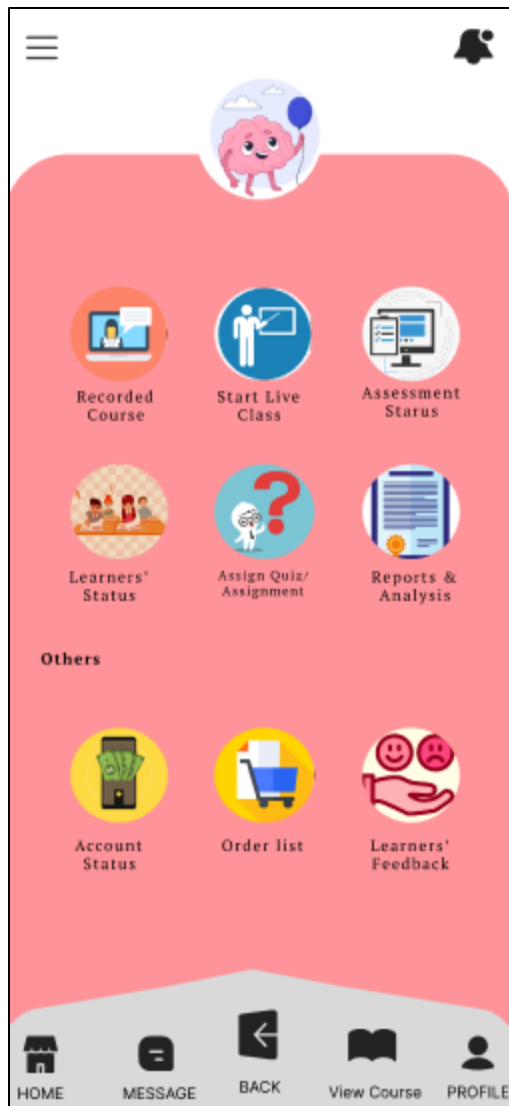 Recorded
Course
Start Live
Class
Assessment
Starus
Learners'
Status
Assign Quiz/
Assignment
Reports &
Analysis
Others
Account
Status
Order list
Learners'
Feedback
HOME
MESSAGE
BACK
View Course
PROFILE